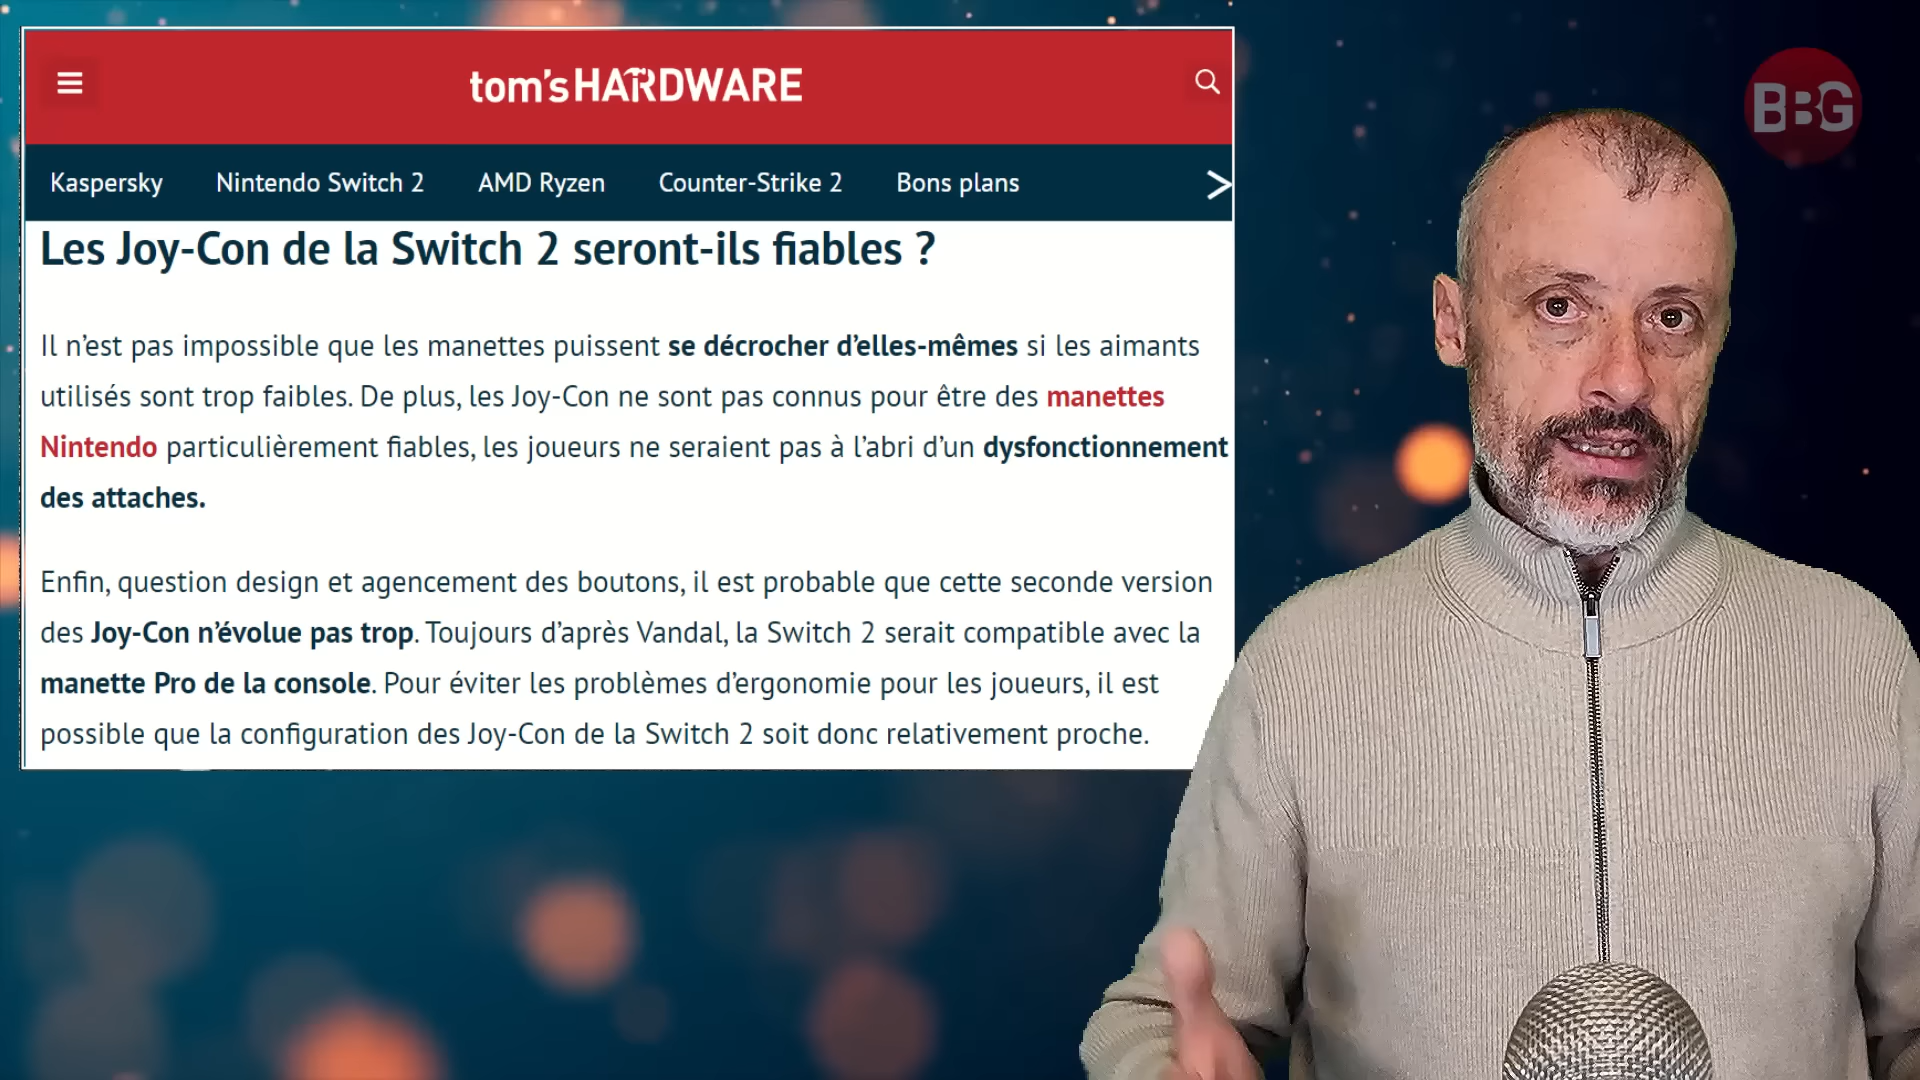 tom's HARDWARE
BBG
Kaspersky Nintendo Switch 2 AMD Ryzen Counter-Strike 2 Bons plans
Les Joy-Con de la Switch 2 seront-ils fiables ?
Il n’est pas impossible que les manettes puissent se décrocher d’elles-mêmes si les aimants
utilisés sont trop faibles. De plus, les Joy-Con ne sont pas connus pour être des manettes
Nintendo particulièrement fiables, les joueurs ne seraient pas à l’abri d’un dysfonctionnement
des attaches.
Enfin, question design et agencement des boutons, il est probable que cette seconde version
des Joy-Con n’évolue pas trop. Toujours d’après Vandal, la Switch 2 serait compatible avec la
manette Pro de la console. Pour éviter les problèmes d’ergonomie pour les joueurs, il est
possible que la configuration des Joy-Con de la Switch 2 soit donc relativement proche.